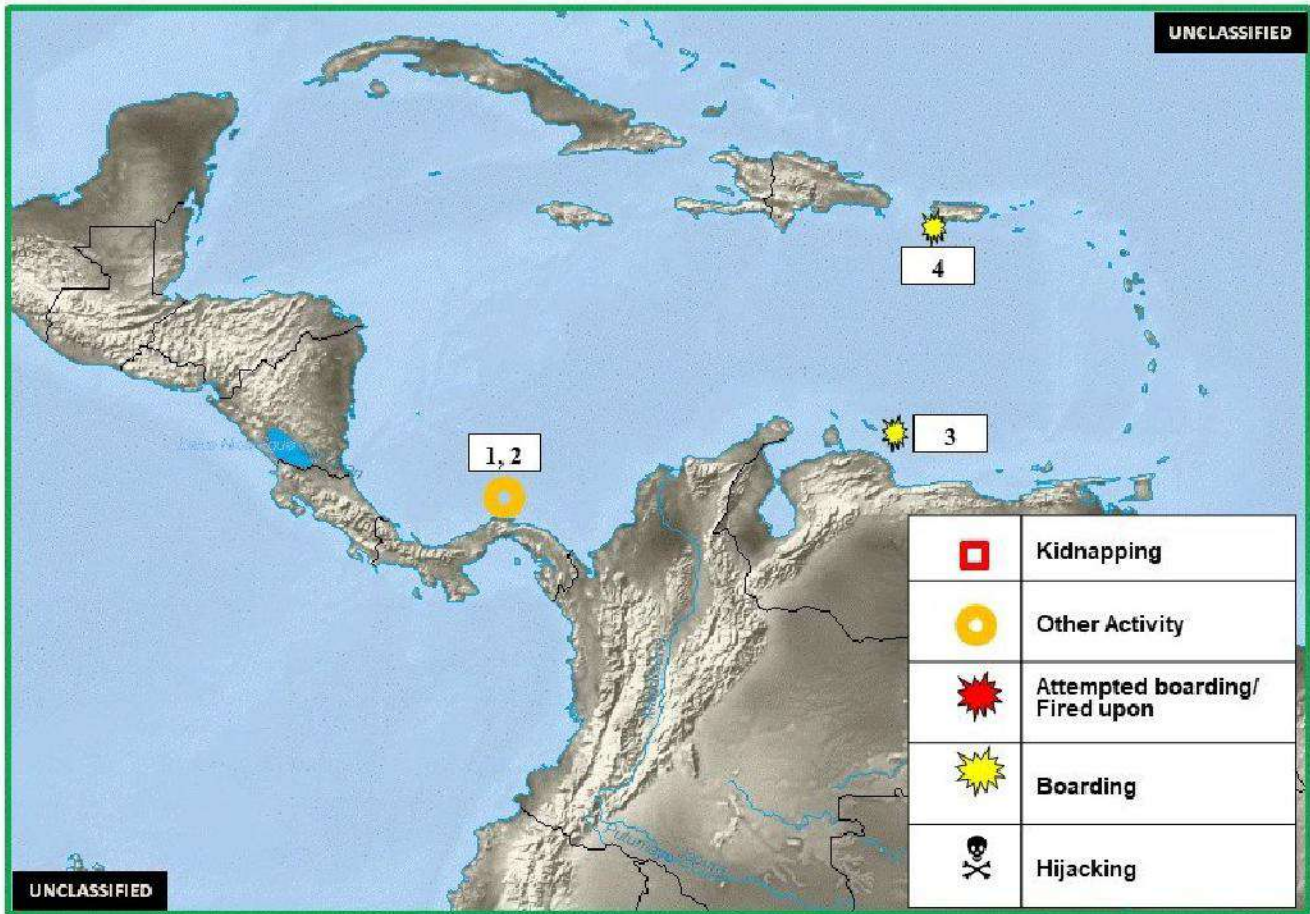 UNCLASSIFIED
4
3
1, 2
Kidnapping
Other Activity
Attempted boarding/
Fired upon
Boarding
Hijacking
UNCLASSIFIED